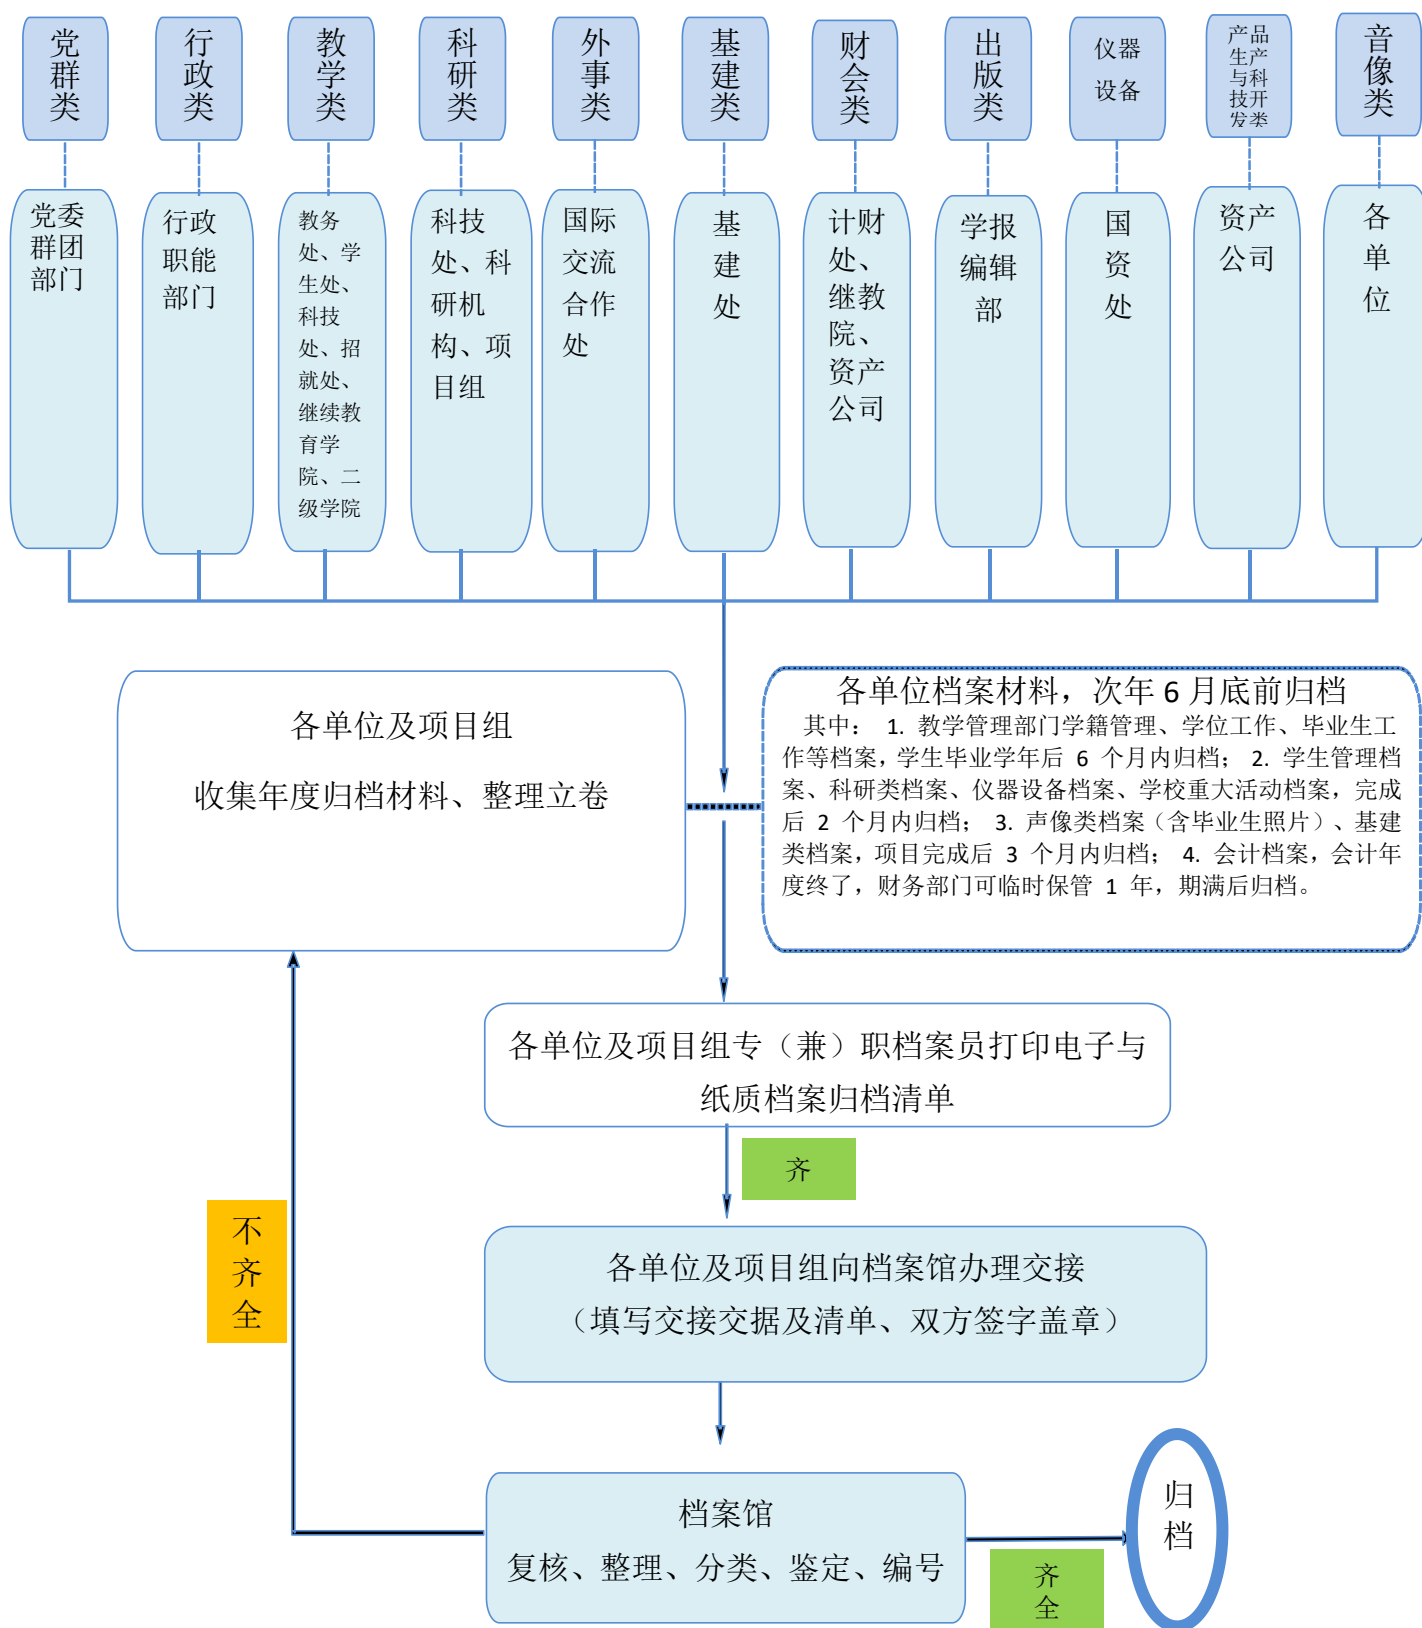 党
群
类
行
政
类
教
学
类
科
研
类
外
事
类
基
建
类
财
会
类
出
版
类
仪器
设备
产品
生产
与科
技开
发类
音
像
类
党委
群团
部门
行政
职能
部门
教务
处、学
生处、
科技
处、招
就处、
继续教
育学
院、二
级学院
科技
处、科
研机
构、项
目组
国际
交流
合作
处
基
建
处
计财
处、
继教
院、
资产
公司
学报
编辑
部
国
资
处
资产
公司
各
单
位
各单位及项目组
收集年度归档材料、整理立卷
各单位档案材料，次年 6 月底前归档
其中： 1. 教学管理部门学籍管理、学位工作、毕业生工
作等档案，学生毕业学年后 6 个月内归档； 2. 学生管理档
案、科研类档案、仪器设备档案、学校重大活动档案，完成
后 2 个月内归档； 3. 声像类档案（含毕业生照片）、基建
类档案，项目完成后 3 个月内归档； 4. 会计档案，会计年
度终了，财务部门可临时保管 1 年，期满后归档。
各单位及项目组专（兼）职档案员打印电子与
纸质档案归档清单
齐
不
齐
全
各单位及项目组向档案馆办理交接
（填写交接交据及清单、双方签字盖章）
档案馆
复核、整理、分类、鉴定、编号
齐
全
归
档